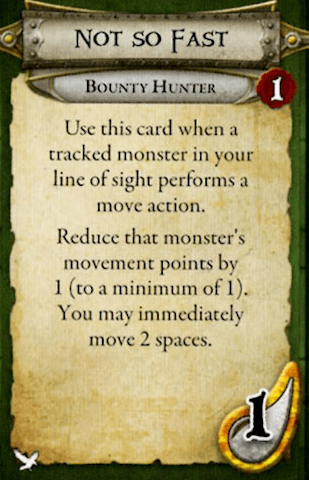 Not so Fast
Bounty Hunter
1
Use this card when a
tracked monster in your
line of sight performs a
move action.
Reduce that monster's
movement points by
1 (to a minimum of 1).
You may immediately
move 2 spaces.
1